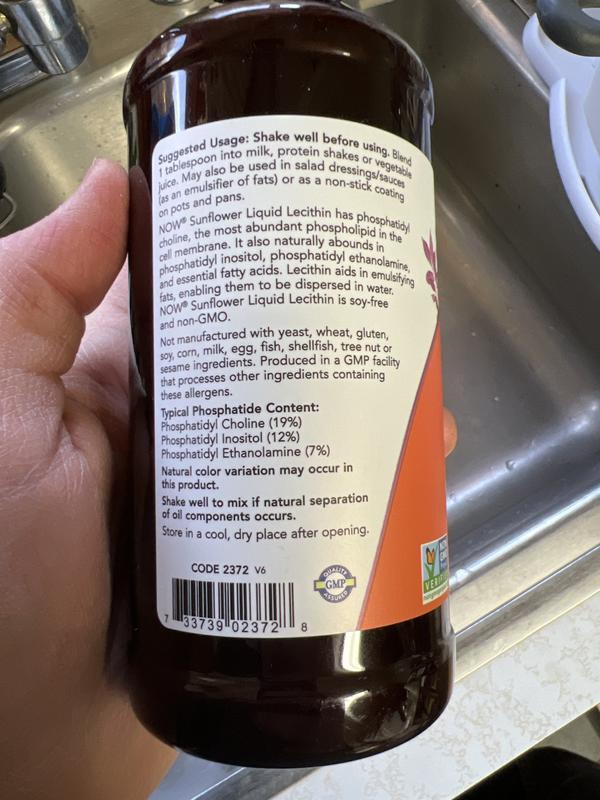 Suggested Usage: Shake well before using. Blend
1 tablespoon into milk, protein shakes or vegetable
juice. May also be used in salad dressings/sauces
(as an emulsifier of fats) or as a non-stick coating
on pots and pans.
NOW® Sunflower Liquid Lecithin has phosphatidyl
choline, the most abundant phospholipid in the
cell membrane. It also naturally abounds in
phosphatidyl inositol, phosphatidyl ethanolamine,
and essential fatty acids. Lecithin aids in emulsifying
fats, enabling them to be dispersed in water.
NOW® Sunflower Liquid Lecithin is soy-free
and non-GMO.
Not manufactured with yeast, wheat, gluten,
soy, corn, milk, egg, fish, shellfish, tree nut or
sesame ingredients. Produced in a GMP facility
that processes other ingredients containing
these allergens.
Typical Phosphatide Content:
Phosphatidyl Choline (19%)
Phosphatidyl Inositol (12%)
Phosphatidyl Ethanolamine (7%)
Natural color variation may occur in
this product.
Shake well to mix if natural separation
of oil components occurs.
Store in a cool, dry place after opening.
CODE 2372 V6
QUALITY
GMP
ASSURED
VERIFI
7 33739 02372 8